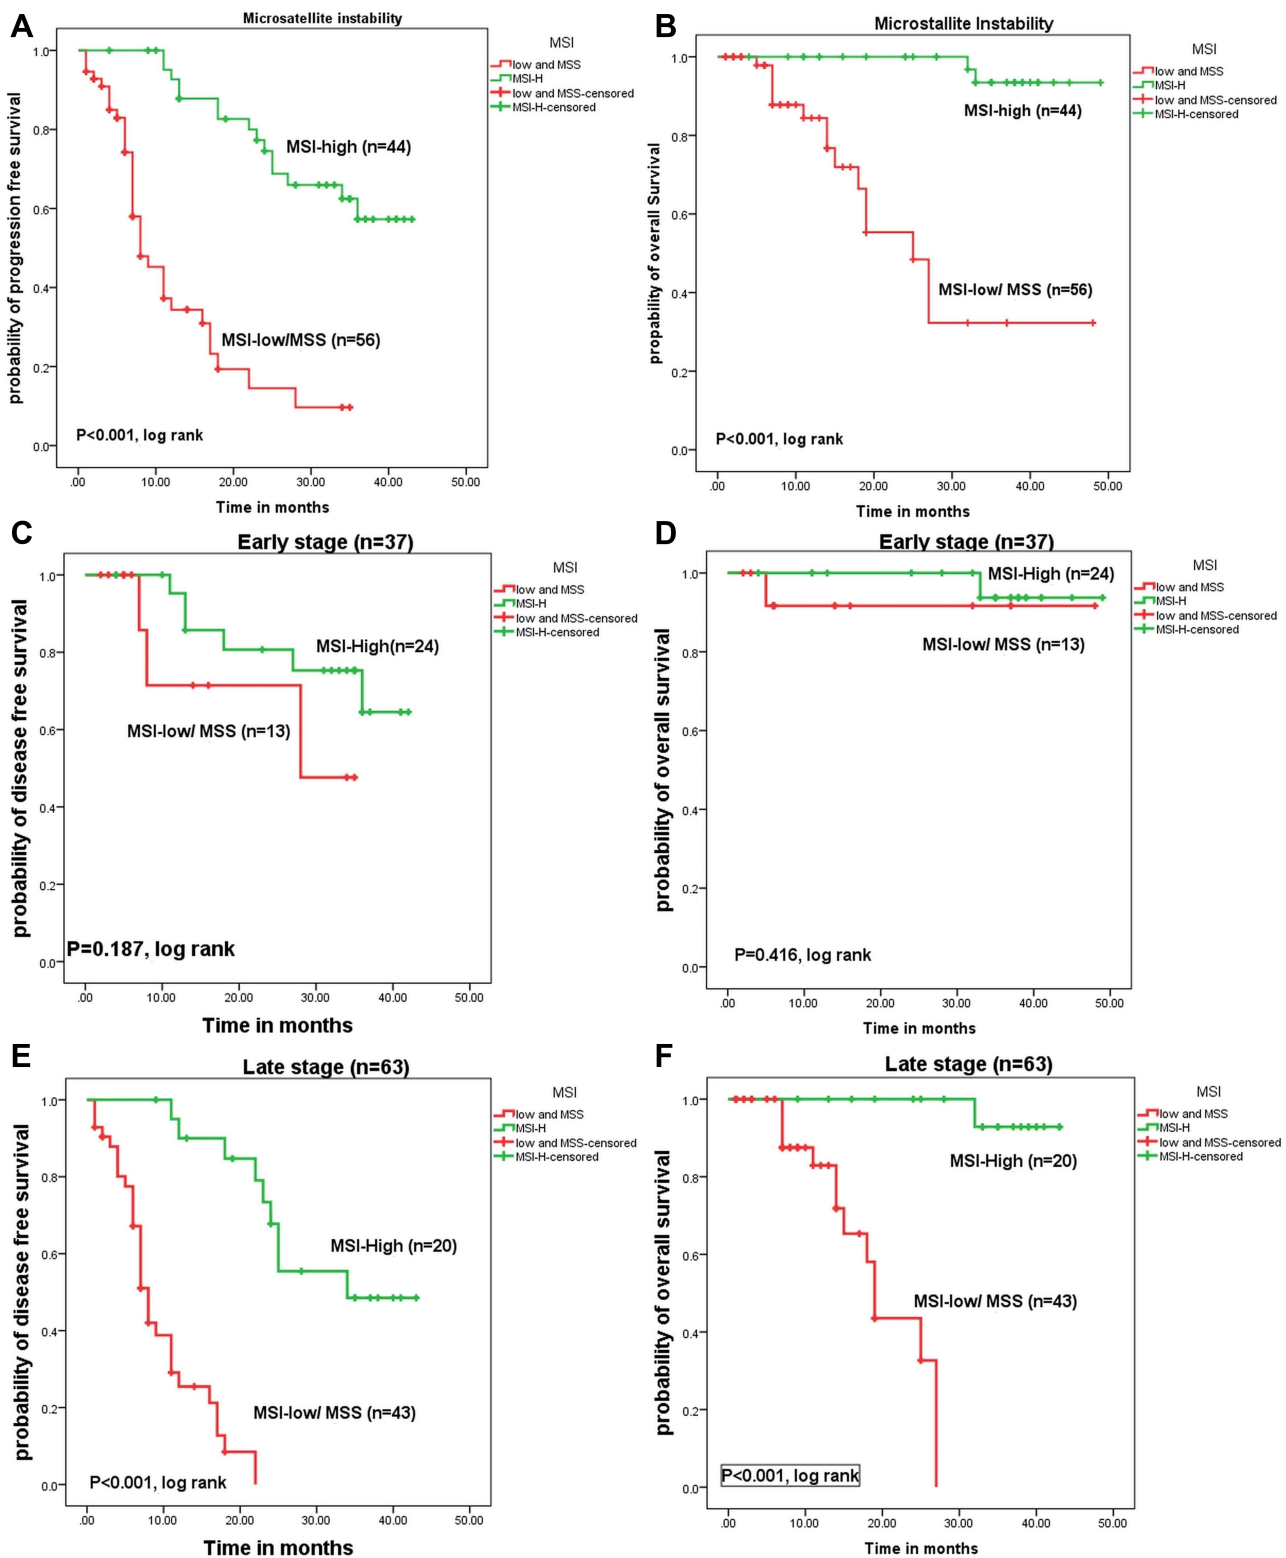 A
Microsatellite instability
probability of progression free survival
1.0
0.8
0.6
0.4
0.2
0.0
MSI-high (n=44)
MSI-low/MSS (n=56)
P<0.001, log rank
.00 10.00 20.00 30.00 40.00 50.00
Time in months
MSI
low and MSS
MSI-H
low and MSS-censored
MSI-H-censored
B
Microstallite Instability
propability of overall Survival
1.0
0.8
0.6
0.4
0.2
0.0
MSI-high (n=44)
MSI-low/ MSS (n=56)
P<0.001, log rank
.00 10.00 20.00 30.00 40.00 50.00
Time in months
MSI
low and MSS
MSI-H
low and MSS-censored
MSI-H-censored
C
Early stage (n=37)
probability of disease free survival
1.0
0.8
0.6
0.4
0.2
0.0
MSI-High(n=24)
MSI-low/ MSS (n=13)
P=0.187, log rank
.00 10.00 20.00 30.00 40.00 50.00
Time in months
MSI
low and MSS
MSI-H
low and MSS-censored
MSI-H-censored
D
Early stage (n=37)
probability of overall survival
1.0
0.8
0.6
0.4
0.2
0.0
MSI-High (n=24)
MSI-low/ MSS (n=13)
P=0.416, log rank
.00 10.00 20.00 30.00 40.00 50.00
Time in months
MSI
low and MSS
MSI-H
low and MSS-censored
MSI-H-censored
E
Late stage (n=63)
probability of disease free survival
1.0
0.8
0.6
0.4
0.2
0.0
MSI-High (n=20)
MSI-low/ MSS (n=43)
P<0.001, log rank
.00 10.00 20.00 30.00 40.00 50.00
Time in months
MSI
low and MSS
MSI-H
low and MSS-censored
MSI-H-censored
F
Late stage (n=63)
probability of overall survival
1.0
0.8
0.6
0.4
0.2
0.0
MSI-High (n=20)
MSI-low/ MSS (n=43)
P<0.001, log rank
.00 10.00 20.00 30.00 40.00 50.00
Time in months
MSI
low and MSS
MSI-H
low and MSS-censored
MSI-H-censored